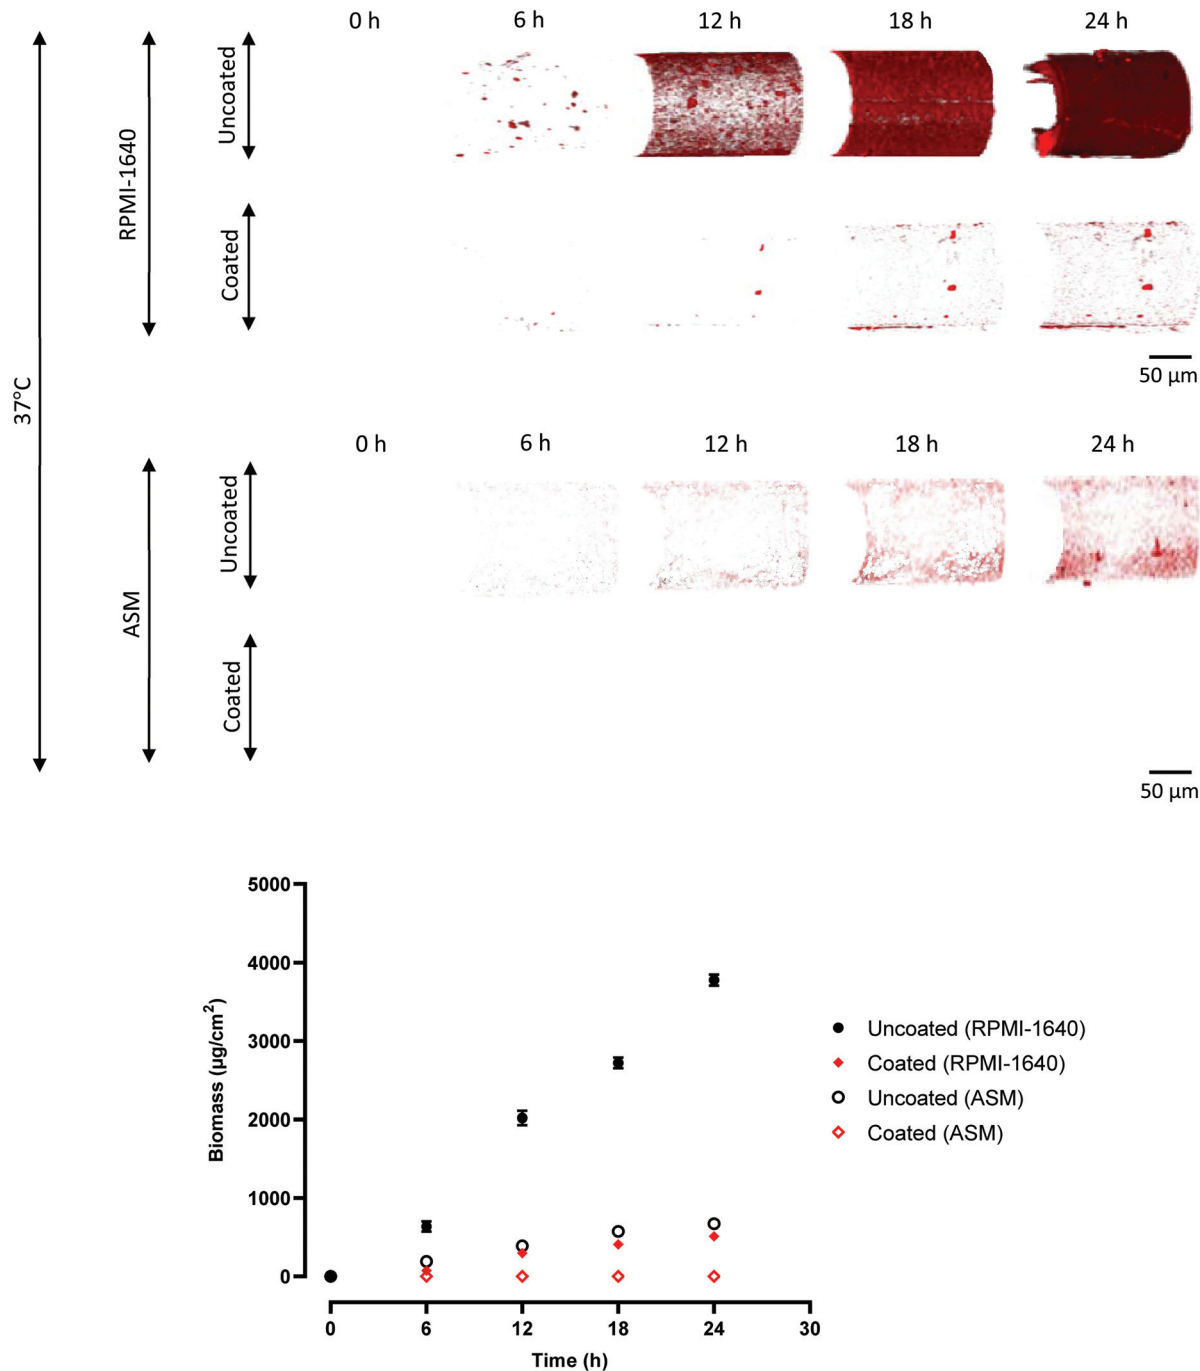 0 h 6 h 12 h 18 h 24 h
Uncoated
RPMI-1640
Coated
50 µm
37°C
0 h 6 h 12 h 18 h 24 h
Uncoated
ASM
Coated
50 µm
5000
4000
3000
2000
1000
0
Biomass (µg/cm²)
0 6 12 18 24 30
Time (h)
Uncoated (RPMI-1640)
Coated (RPMI-1640)
Uncoated (ASM)
Coated (ASM)